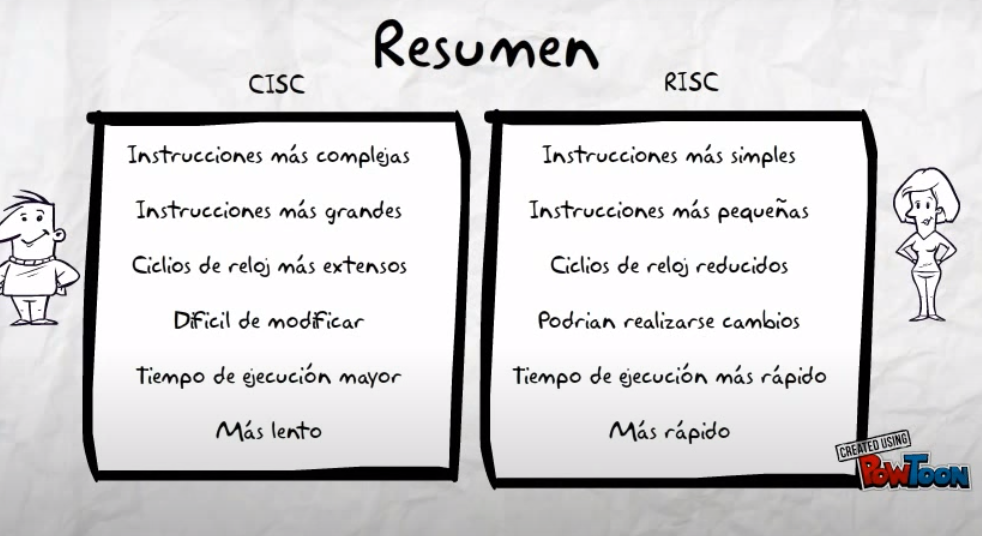 Resumen
CISC
Instrucciones más complejas
Instrucciones más grandes
Ciclios de reloj más extensos
Dificil de modificar
Tiempo de ejecución mayor
Más lento
RISC
Instrucciones más simples
Instrucciones más pequeñas
Ciclios de reloj reducidos
Podrian realizarse cambios
Tiempo de ejecución más rápido
Más rápido
CREATED USING
POWTOON